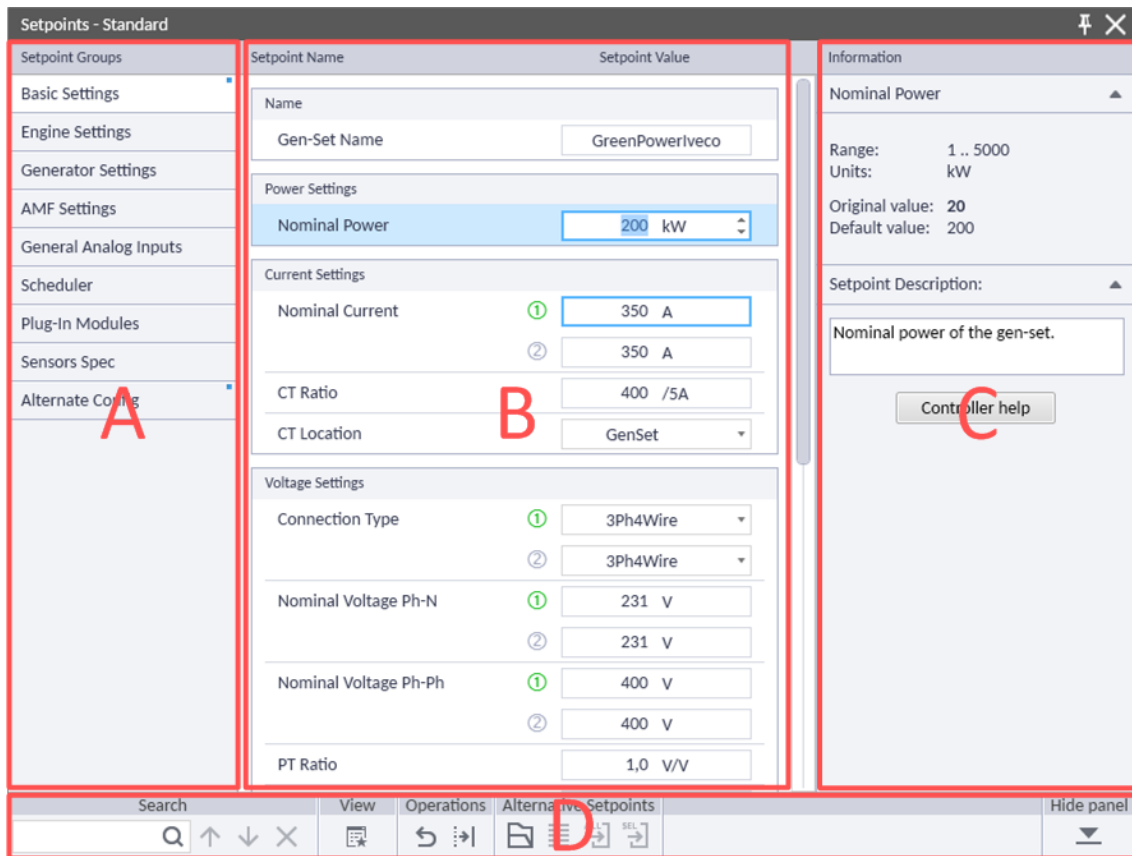 Setpoints - Standard
Setpoint Groups
Basic Settings
Engine Settings
Generator Settings
AMF Settings
General Analog Inputs
Scheduler
Plug-In Modules
Sensors Spec
Alternate Config
A
Setpoint Name Setpoint Value
Name
Gen-Set Name GreenPowerIveco
Power Settings
Nominal Power 200 kW
Current Settings
Nominal Current 1 350 A
2 350 A
CT Ratio 400 /5A
CT Location GenSet
B
Voltage Settings
Connection Type 1 3Ph4Wire
2 3Ph4Wire
Nominal Voltage Ph-N 1 231 V
2 231 V
Nominal Voltage Ph-Ph 1 400 V
2 400 V
PT Ratio 1,0 V/V
Information
Nominal Power
Range: 1 .. 5000
Units: kW
Original value: 20
Default value: 200
Setpoint Description:
Nominal power of the gen-set.
Controller help
C
Search View Operations Alternative Setpoints Hide panel
D
ALL SEL